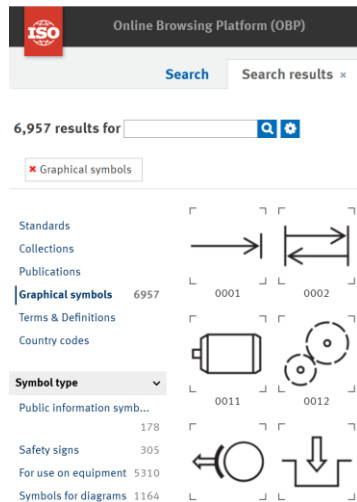 ISO
Online Browsing Platform (OBP)
Search
Search results ×
6,957 results for
× Graphical symbols
Standards
Collections
Publications
Graphical symbols 6957
Terms & Definitions
Country codes
Symbol type
Public information symb...
178
Safety signs 305
For use on equipment 5310
Symbols for diagrams 1164
0001 0002
0011 0012